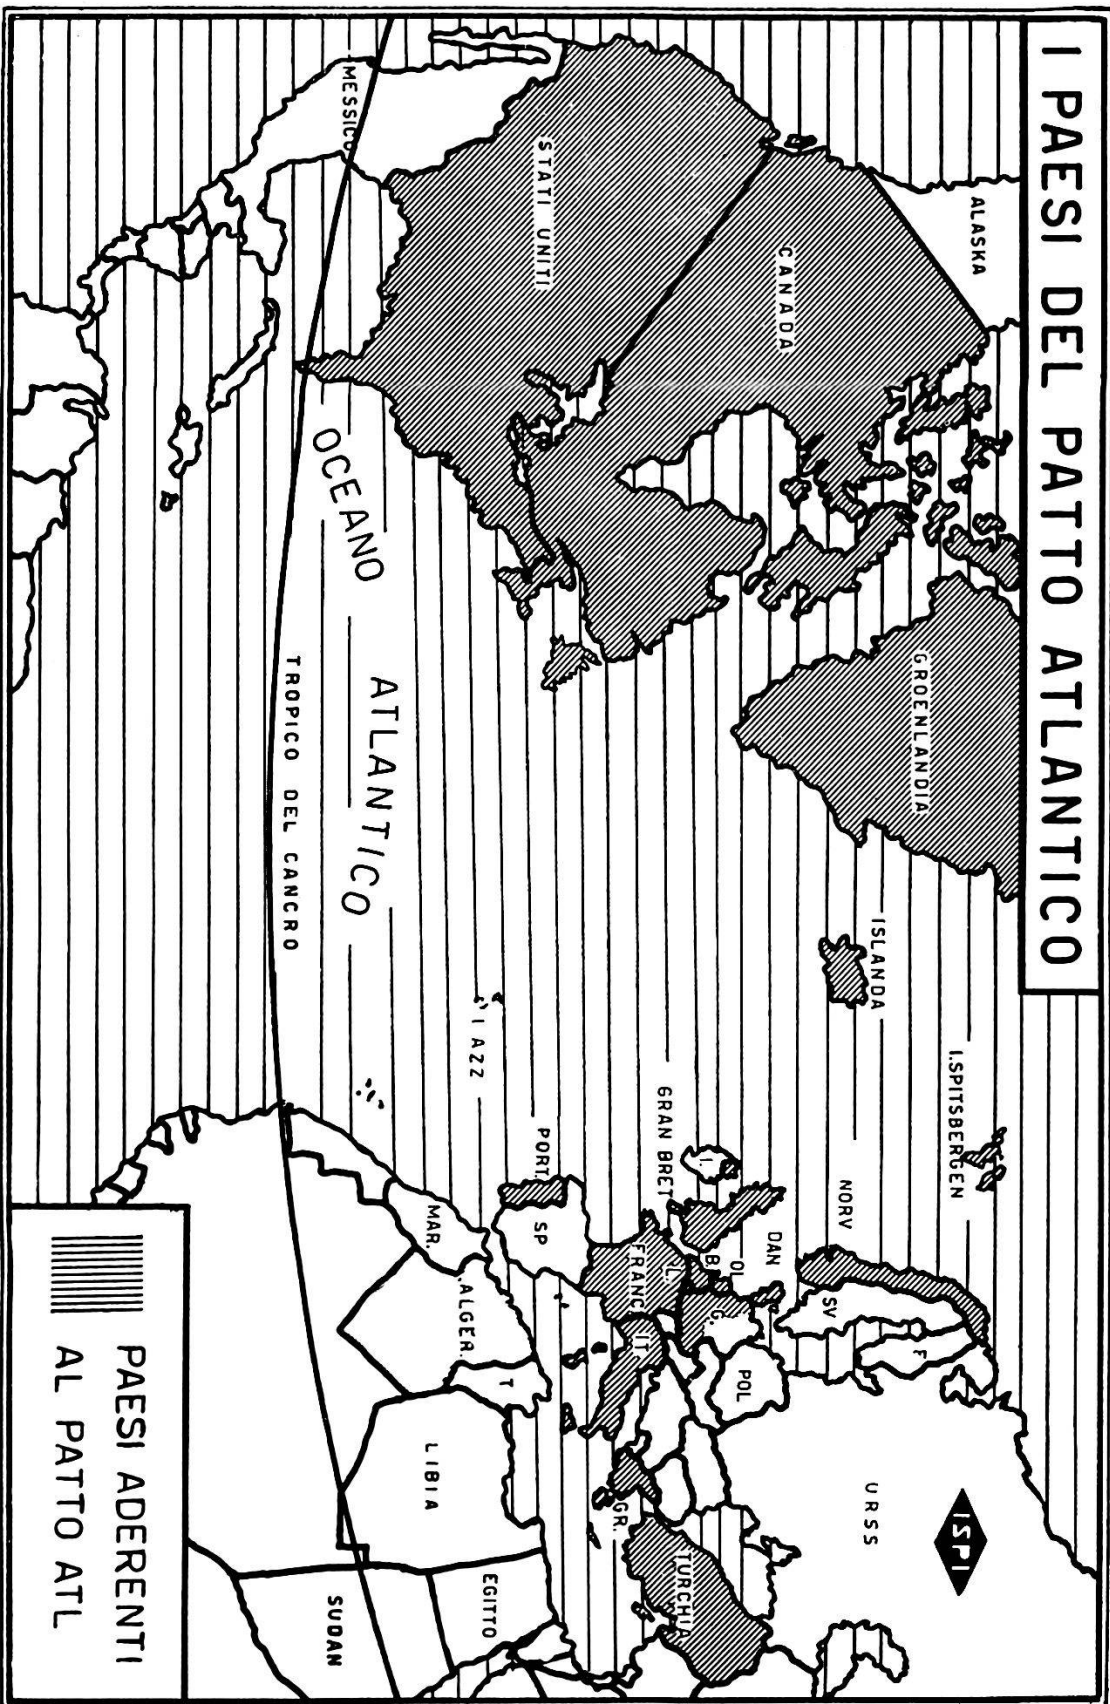 I PAESI DEL PATTO ATLANTICO
ALASKA
CANADA
GROENLANDIA
ISLANDA
I.SPITSBERGEN
NORV
SV
F
URSS
ISPI
STATI UNITI
MESSICO
OCEANO
ATLANTICO
TROPICO DEL CANCRO
I AZZ
GRAN BRET
I.
DAN
OL
B.
L.
G.
POL
FRANC
IT
PORT.
SP
GR.
TURCHIA
MAR.
ALGER.
T
LIBIA
EGITTO
SUDAN
PAESI ADERENTI
AL PATTO ATL